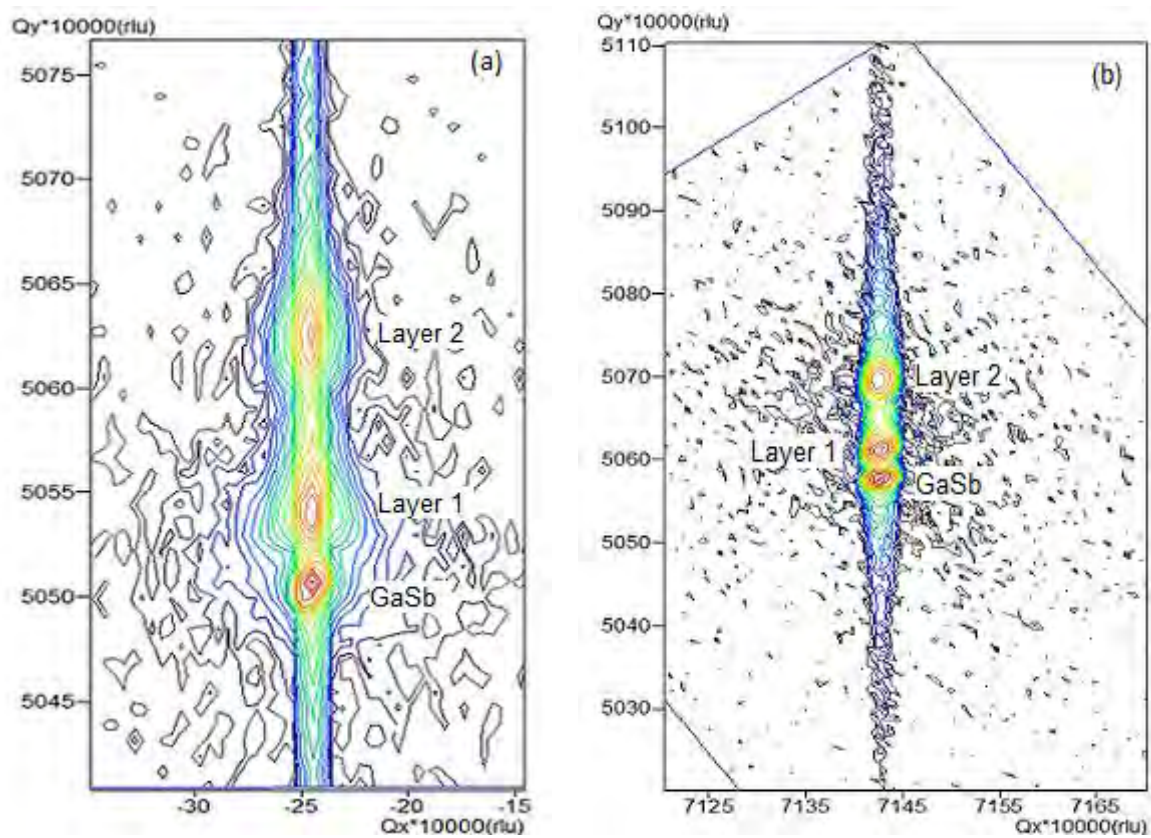 Qy*10000(rlu)
(a)
5075
5070
5065
Layer 2
5060
5055
Layer 1
5050
GaSb
5045
-30
-25
-20
-15
Qx*10000(rlu)
Qy*10000(rlu)
5110
(b)
5100
5090
5080
5070
Layer 2
5060
Layer 1
GaSb
5050
5040
5030
7125
7135
7145
7155
7165
Qx*10000(rlu)